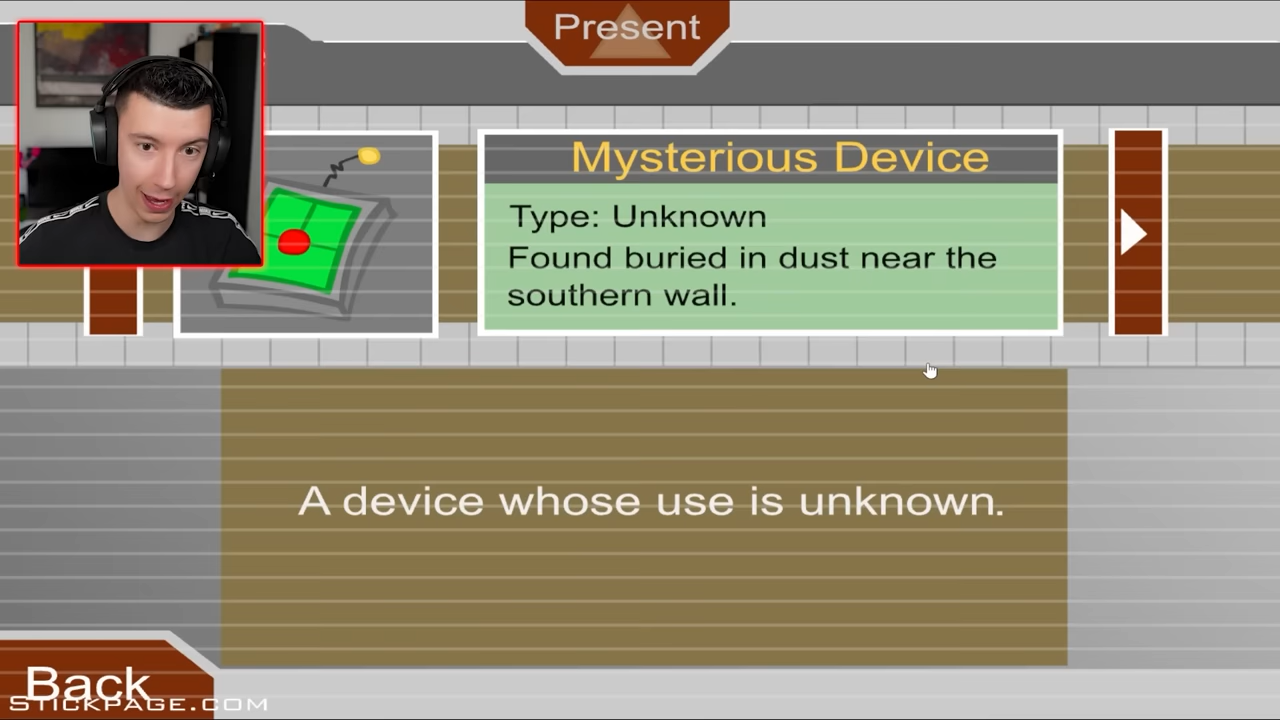 Present
Mysterious Device
Type: Unknown
Found buried in dust near the
southern wall.
A device whose use is unknown.
Back
STICKPAGE.COM